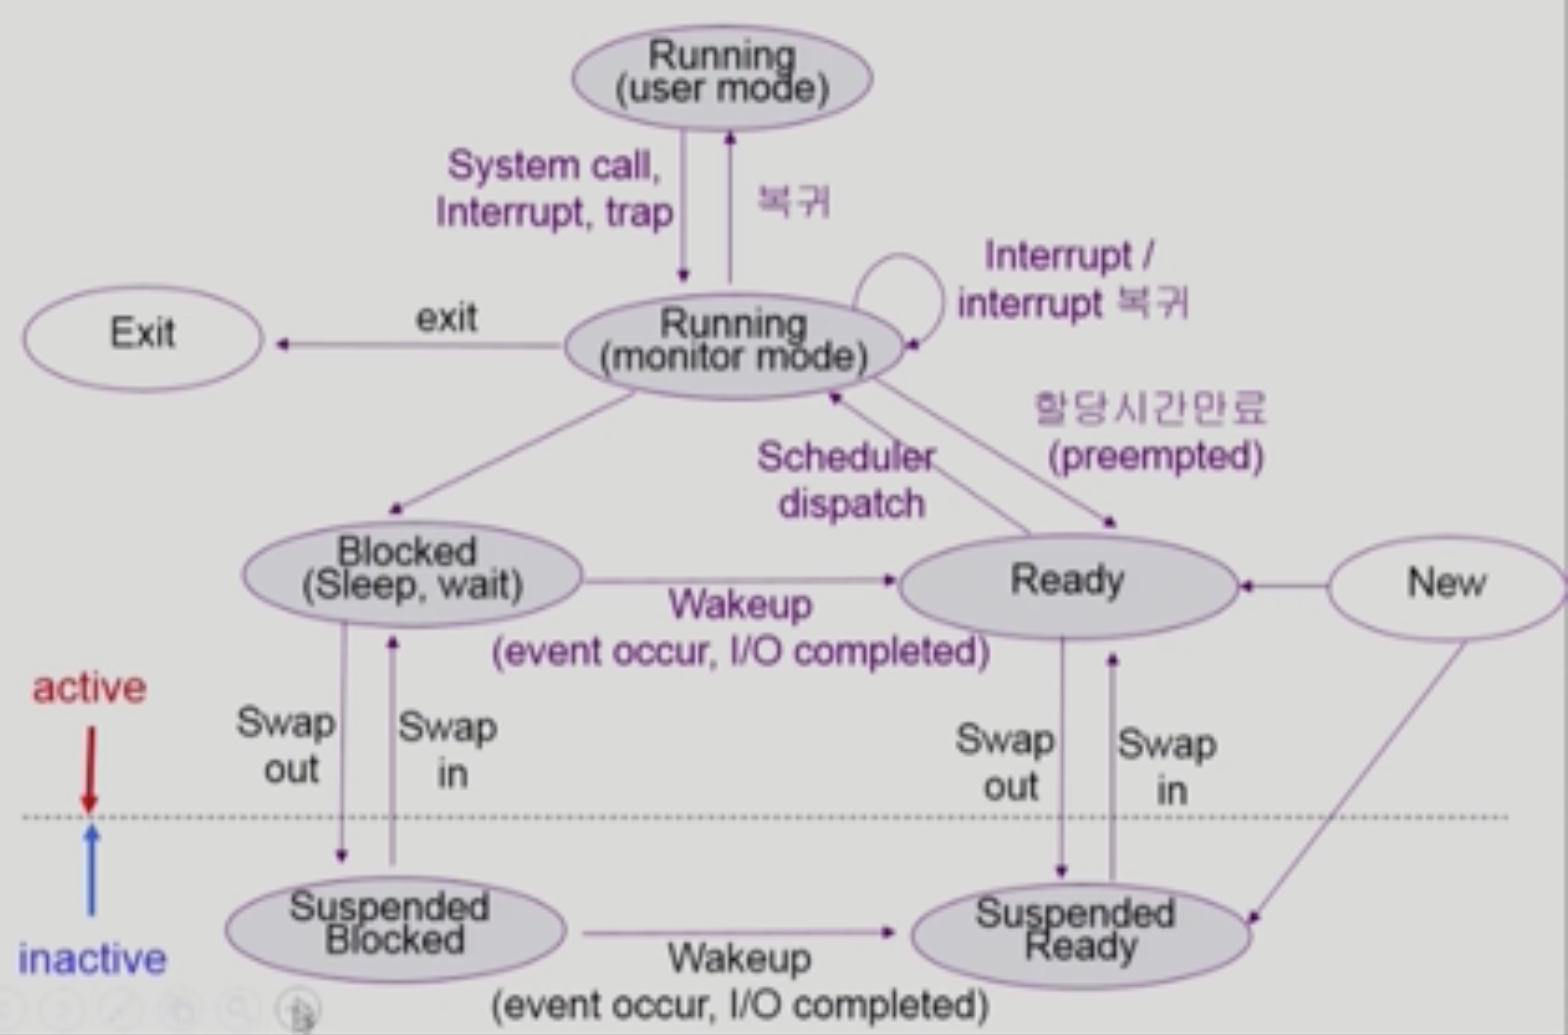 Running
(user mode)
System call,
Interrupt, trap
복귀
Interrupt /
interrupt 복귀
Exit
exit
Running
(monitor mode)
할당시간만료
(preempted)
Scheduler
dispatch
Blocked
(Sleep, wait)
Wakeup
(event occur, I/O completed)
Ready
New
active
Swap
out
Swap
in
Swap
out
Swap
in
inactive
Suspended
Blocked
Wakeup
(event occur, I/O completed)
Suspended
Ready